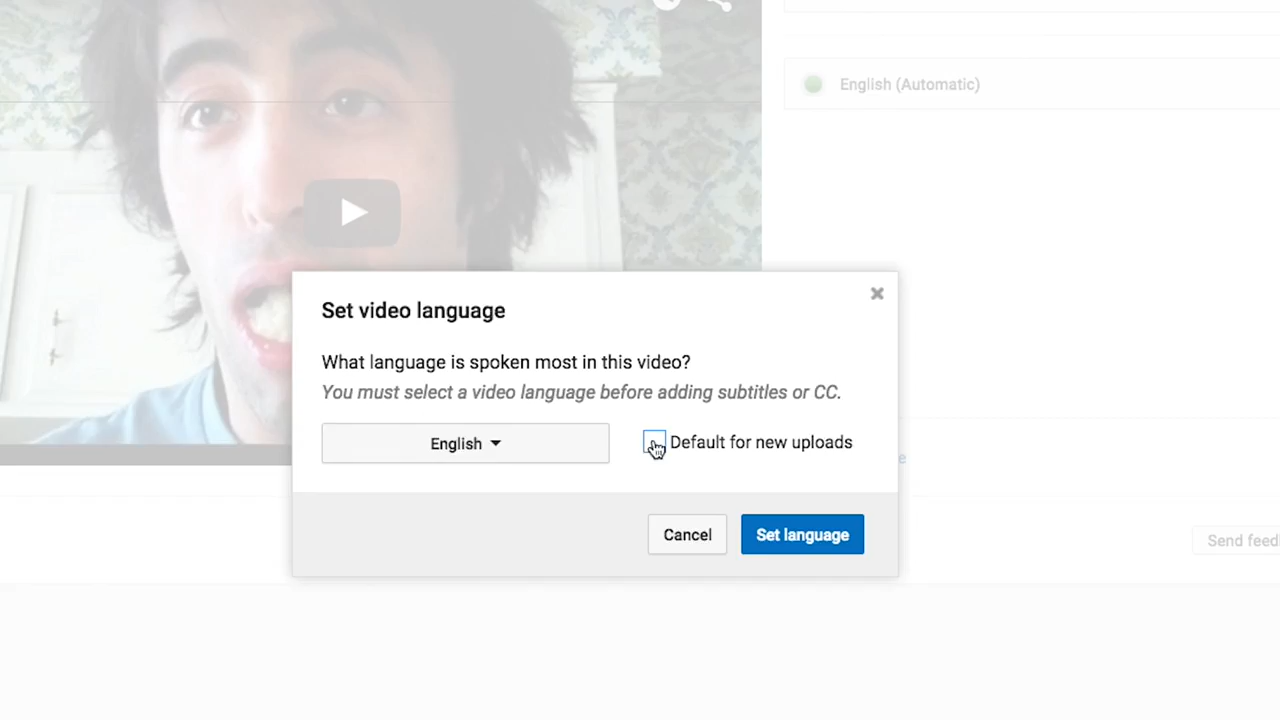 English (Automatic)
Set video language
What language is spoken most in this video?
You must select a video language before adding subtitles or CC.
English
Default for new uploads
Cancel
Set language
Send